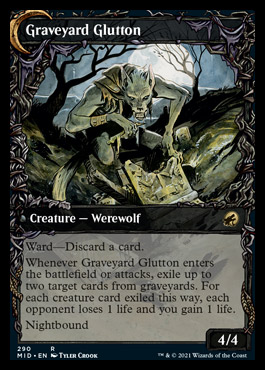 Graveyard Glutton
Creature — Werewolf
Ward—Discard a card.
Whenever Graveyard Glutton enters
the battlefield or attacks, exile up to
two target cards from graveyards. For
each creature card exiled this way, each
opponent loses 1 life and you gain 1 life.
Nightbound
4/4
290 R
MID • EN TYLER CROOK
™ & © 2021 Wizards of the Coast